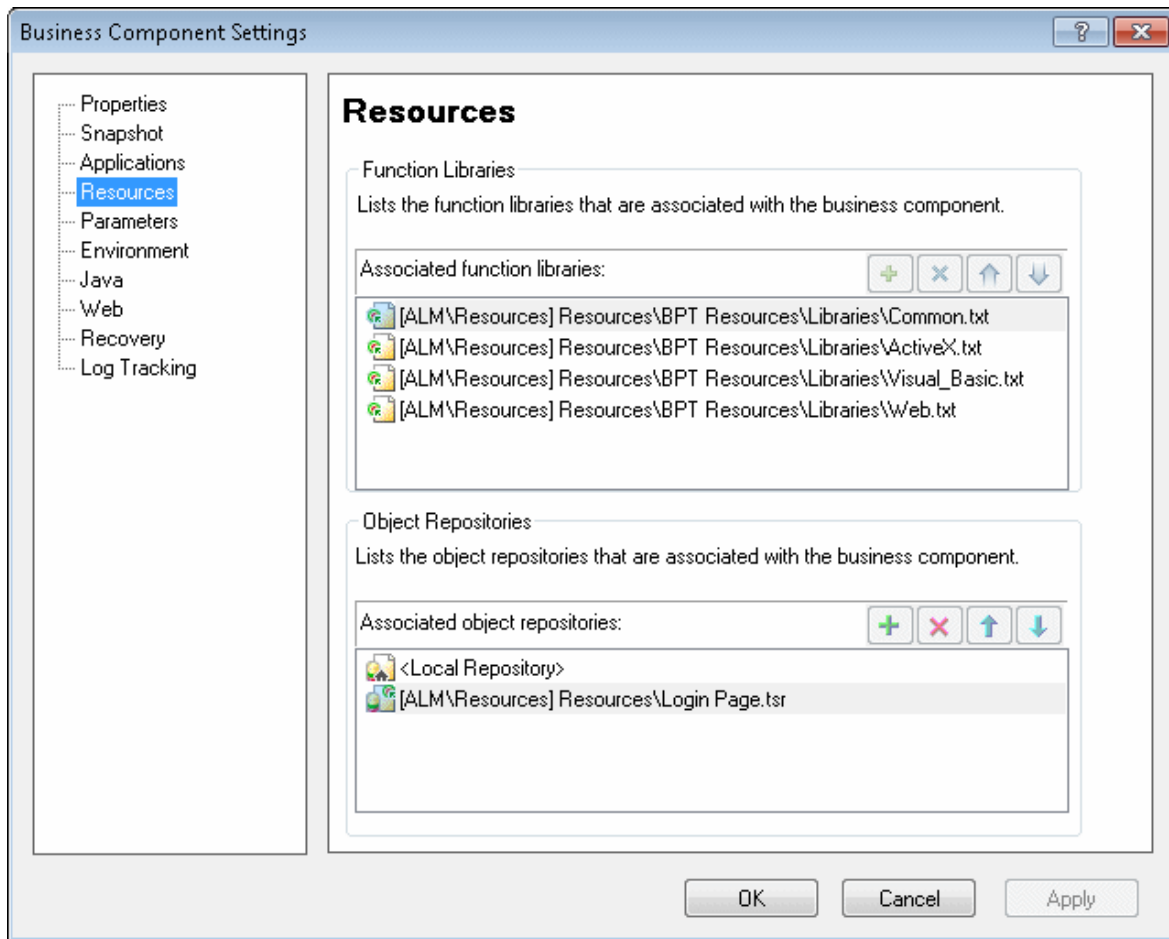 Business Component Settings
Properties
Snapshot
Applications
Resources
Parameters
Environment
Java
Web
Recovery
Log Tracking
Resources
Function Libraries
Lists the function libraries that are associated with the business component.
Associated function libraries:
[ALM\Resources] Resources\BPT Resources\Libraries\Common.txt
[ALM\Resources] Resources\BPT Resources\Libraries\ActiveX.txt
[ALM\Resources] Resources\BPT Resources\Libraries\Visual_Basic.txt
[ALM\Resources] Resources\BPT Resources\Libraries\Web.txt
Object Repositories
Lists the object repositories that are associated with the business component.
Associated object repositories:
<Local Repository>
[ALM\Resources] Resources\Login Page.tsr
OK Cancel Apply